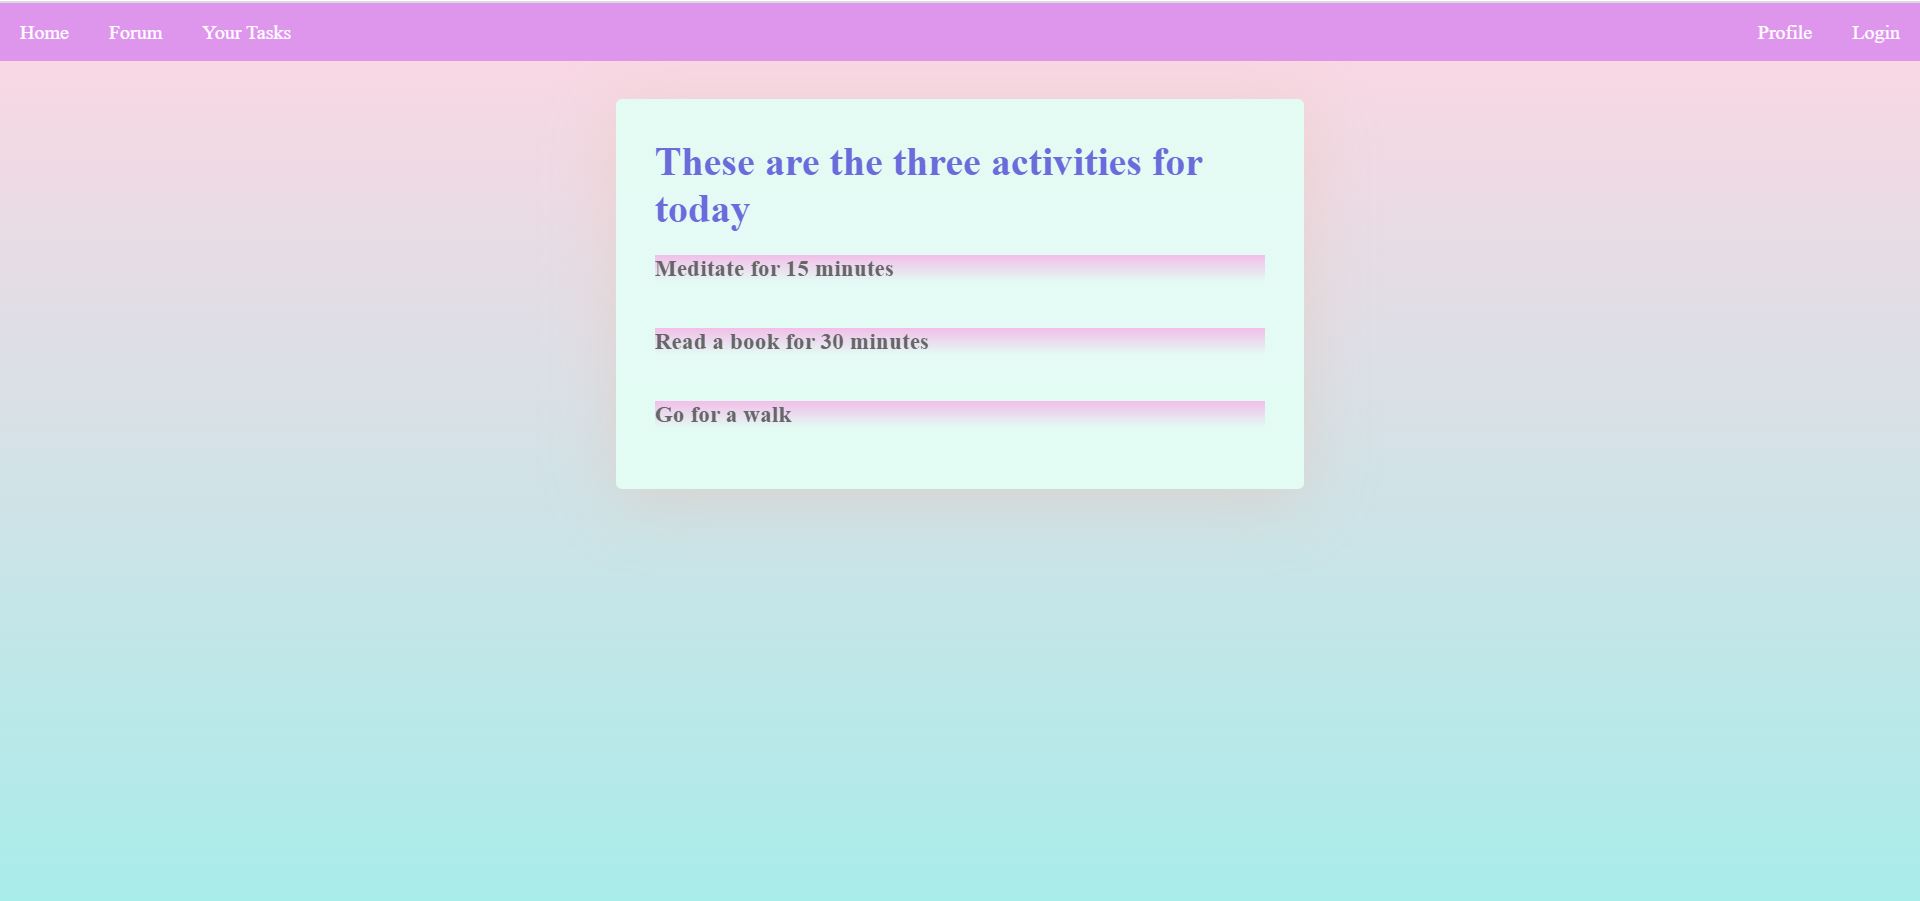 Home Forum Your Tasks Profile Login
These are the three activities for
today
Meditate for 15 minutes
Read a book for 30 minutes
Go for a walk